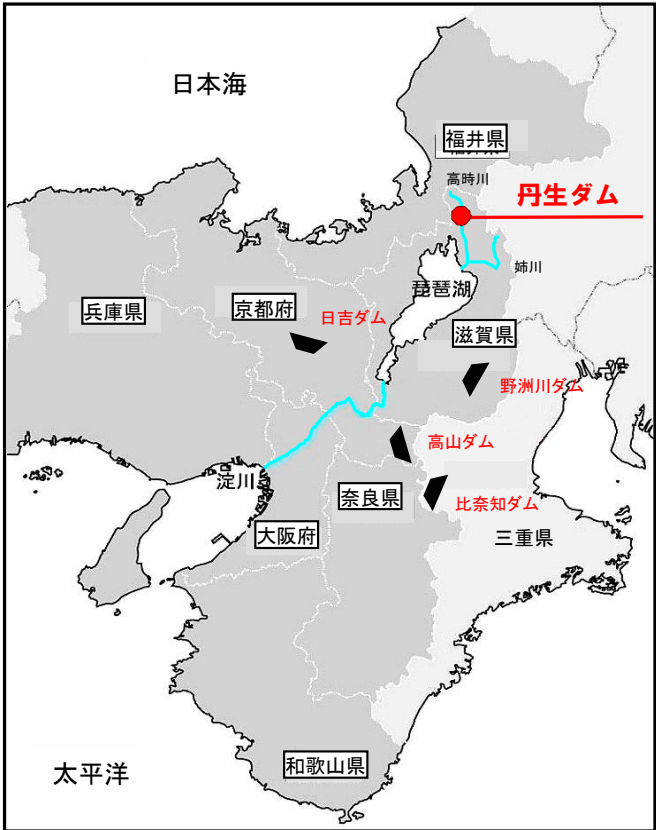 日本海
福井県
高時川
丹生ダム
姉川
琵琶湖
兵庫県
京都府
日吉ダム
滋賀県
野洲川ダム
高山ダム
淀川
奈良県
比奈知ダム
大阪府
三重県
和歌山県
太平洋